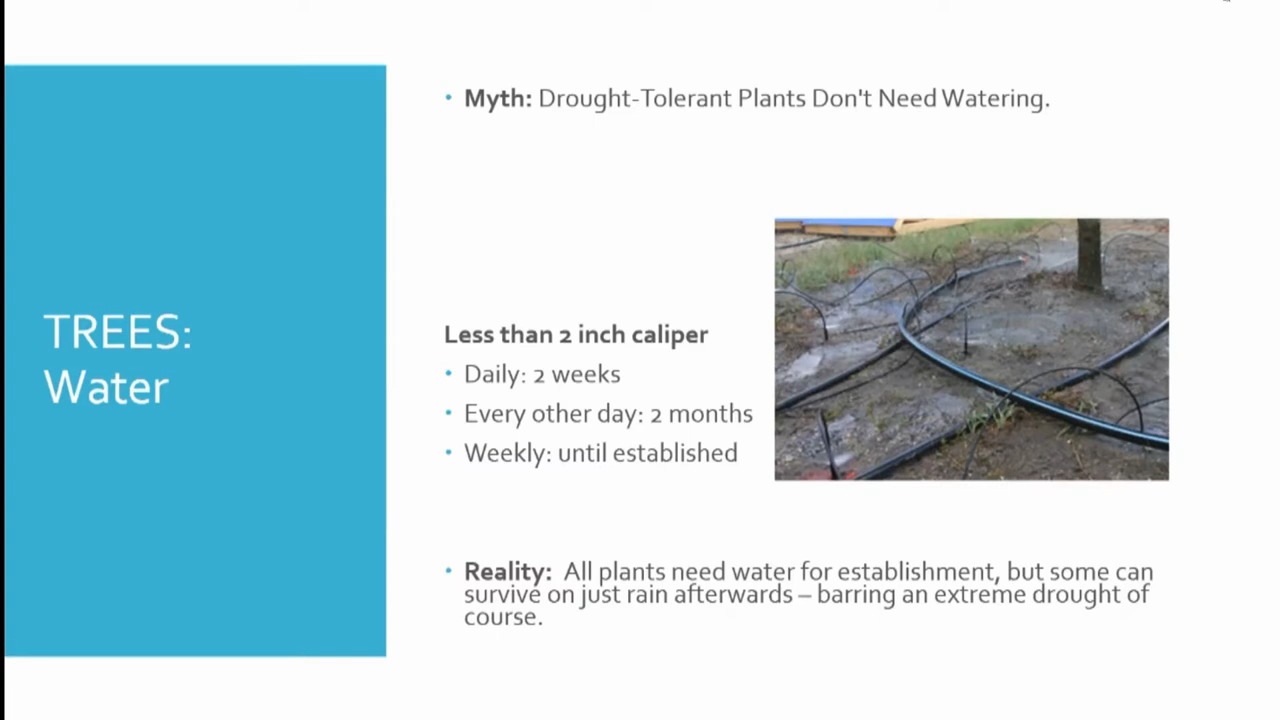 TREES:
Water
• Myth: Drought-Tolerant Plants Don't Need Watering.
Less than 2 inch caliper
• Daily: 2 weeks
• Every other day: 2 months
• Weekly: until established
• Reality: All plants need water for establishment, but some can
survive on just rain afterwards – barring an extreme drought of
course.